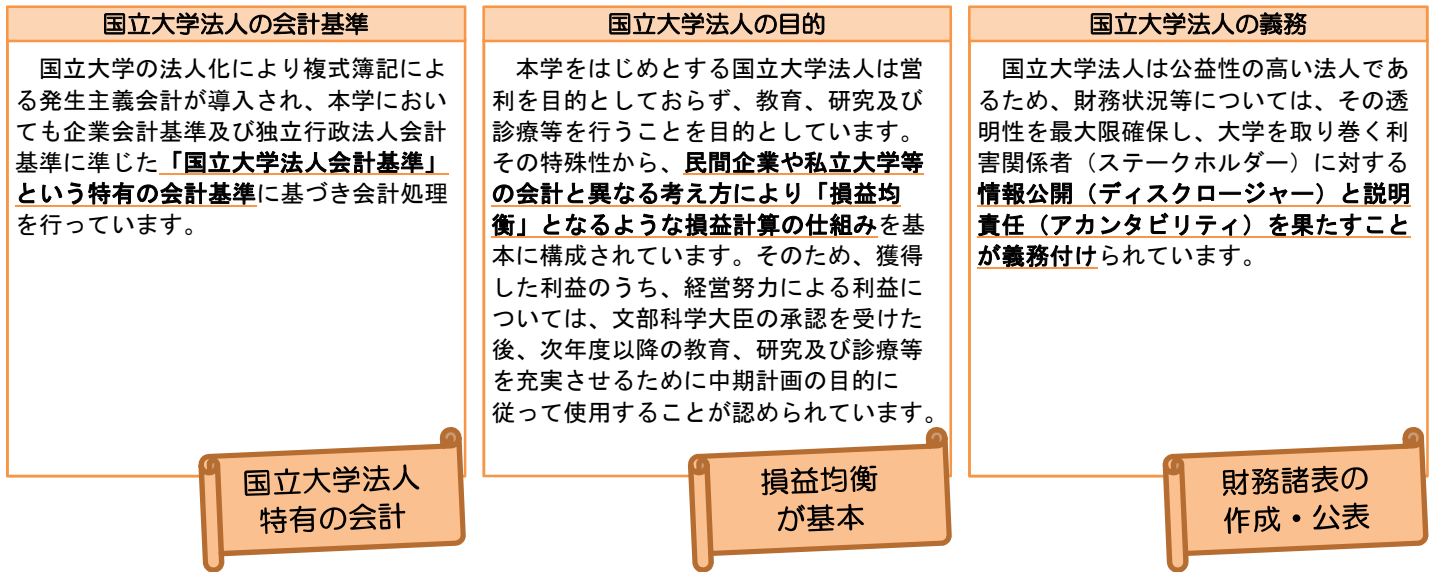 国立大学法人の会計基準
　国立大学の法人化により複式簿記によ
る発生主義会計が導入され、本学におい
ても企業会計基準及び独立行政法人会計
基準に準じた「国立大学法人会計基準」
という特有の会計基準に基づき会計処理
を行っています。
国立大学法人
特有の会計
国立大学法人の目的
　本学をはじめとする国立大学法人は営
利を目的としておらず、教育、研究及び
診療等を行うことを目的としています。
その特殊性から、民間企業や私立大学等
の会計と異なる考え方により「損益均
衡」となるような損益計算の仕組みを基
本に構成されています。そのため、獲得
した利益のうち、経営努力による利益に
ついては、文部科学大臣の承認を受けた
後、次年度以降の教育、研究及び診療等
を充実させるために中期計画の目的に
従って使用することが認められています。
損益均衡
が基本
国立大学法人の義務
　国立大学法人は公益性の高い法人であ
るため、財務状況等については、その透
明性を最大限確保し、大学を取り巻く利
害関係者（ステークホルダー）に対する
情報公開（ディスクロージャー）と説明
責任（アカンタビリティ）を果たすこと
が義務付けられています。
財務諸表の
作成・公表